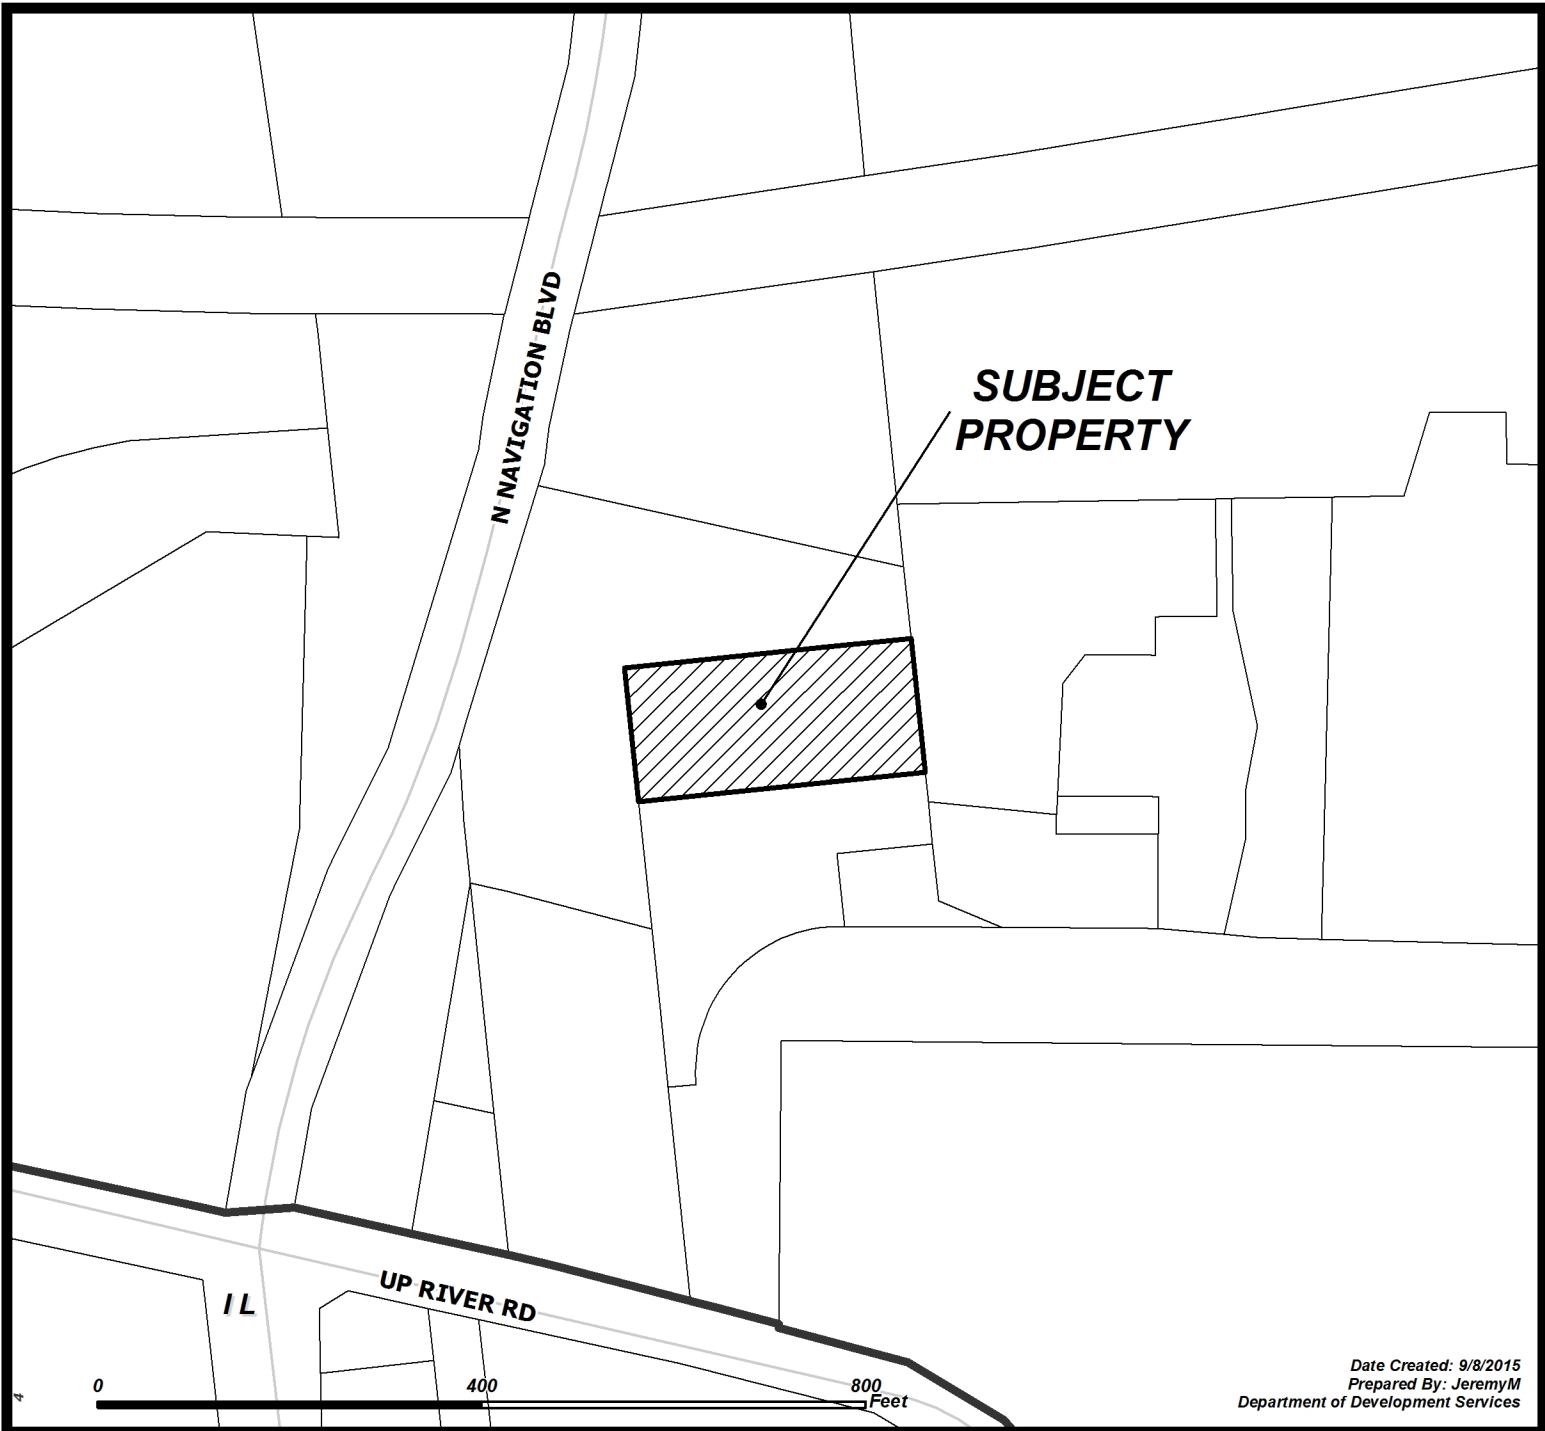 N NAVIGATION BLVD
SUBJECT
PROPERTY
UP RIVER RD
I L
0 400 800
Feet
4
Date Created: 9/8/2015
Prepared By: JeremyM
Department of Development Services